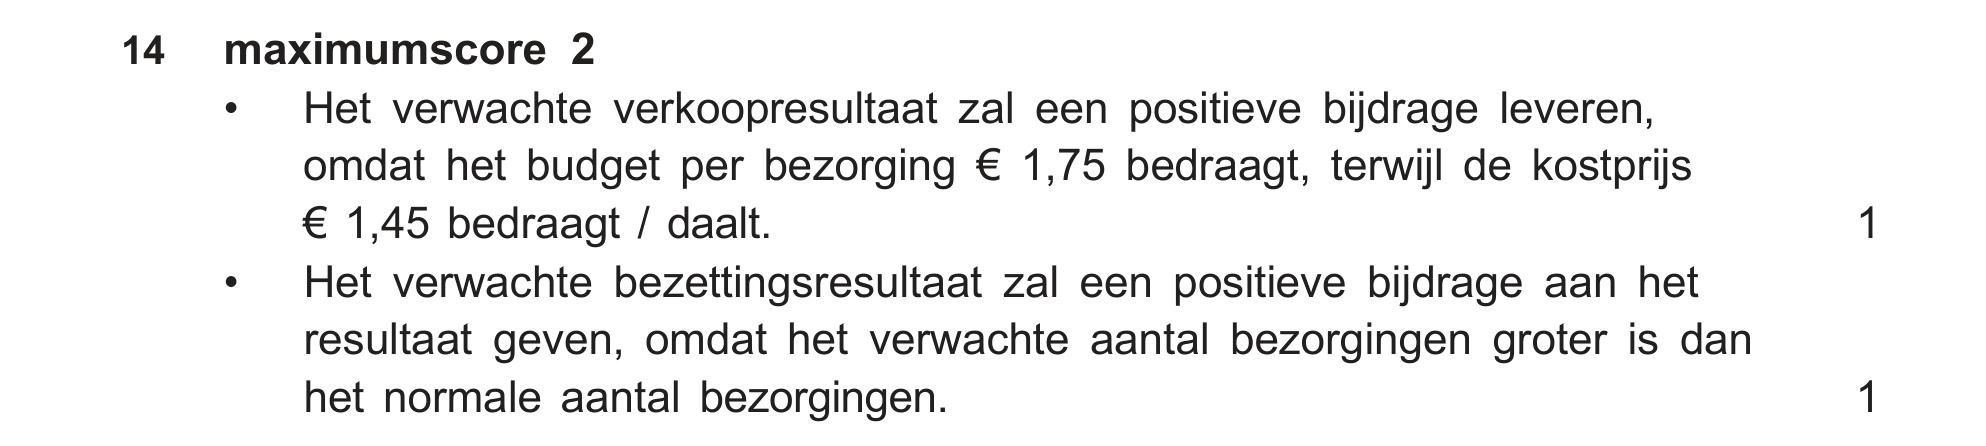 14 maximumscore 2
• Het verwachte verkoopresultaat zal een positieve bijdrage leveren,
omdat het budget per bezorging € 1,75 bedraagt, terwijl de kostprijs
€ 1,45 bedraagt / daalt. 1
• Het verwachte bezettingsresultaat zal een positieve bijdrage aan het
resultaat geven, omdat het verwachte aantal bezorgingen groter is dan
het normale aantal bezorgingen. 1